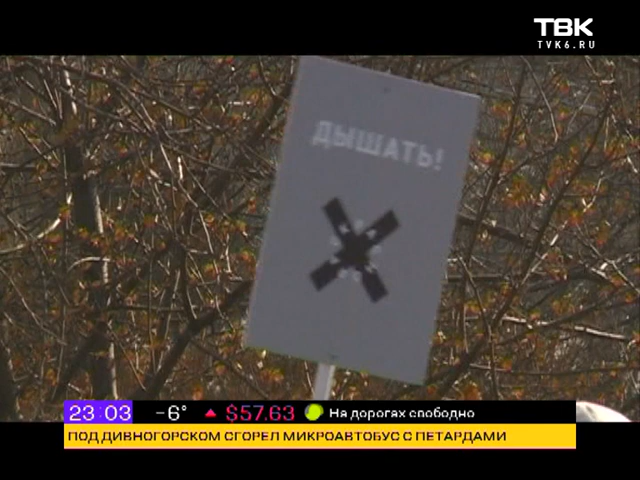 ТВК
TVK6.RU
ДЫШАТЬ!
23:03 -6° ▲ $57.63 На дорогах свободно
ПОД ДИВНОГОРСКОМ СГОРЕЛ МИКРОАВТОБУС С ПЕТАРДАМИ